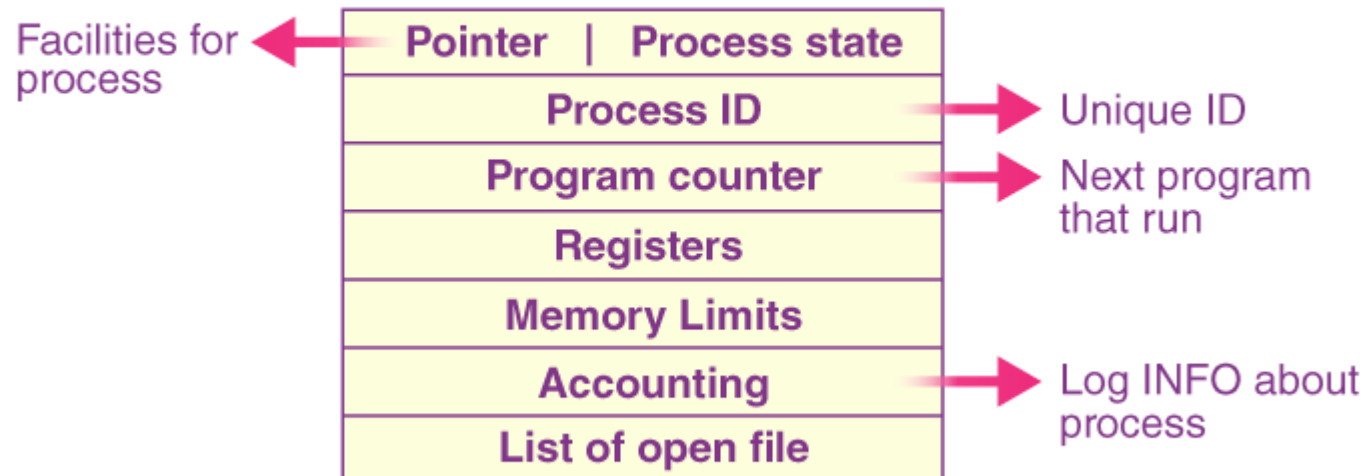 Facilities for
process
Pointer | Process state
Process ID
Unique ID
Program counter
Next program
that run
Registers
Memory Limits
Accounting
Log INFO about
process
List of open file